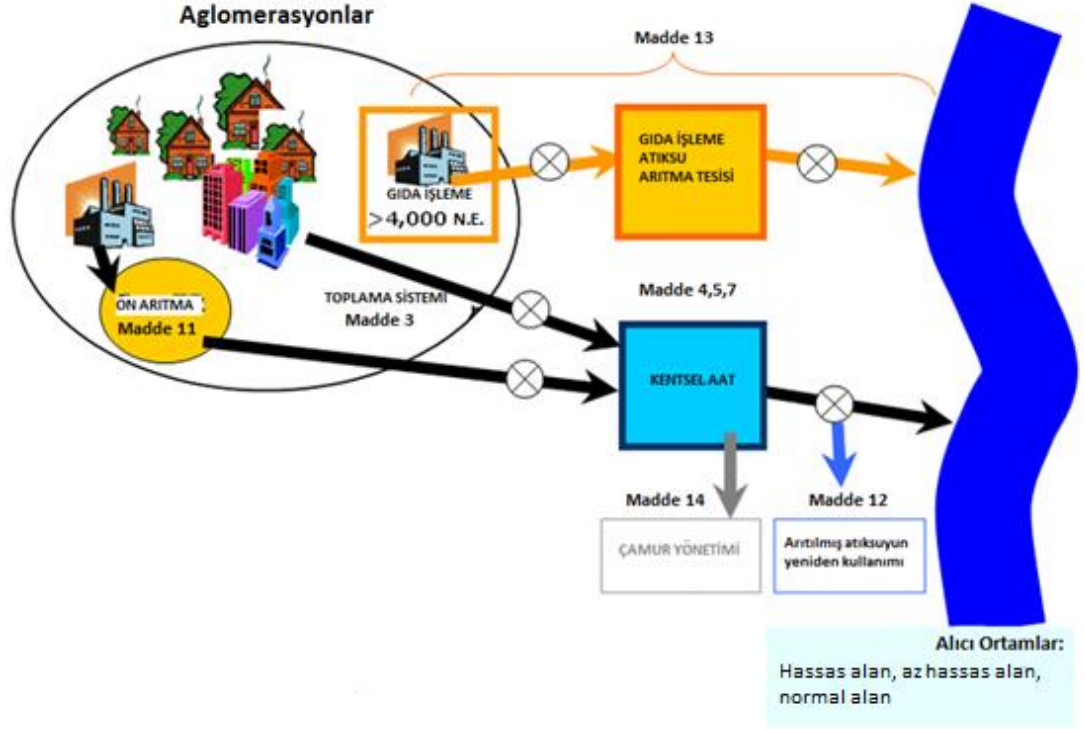 Aglomerasyonlar
Madde 13
GIDA İŞLEME
>4,000 N.E.
GIDA İŞLEME
ATIKSU
ARITMA TESİSİ
ÖN ARITMA
Madde 11
TOPLAMA SİSTEMİ
Madde 3
Madde 4,5,7
KENTSEL AAT
Madde 14
ÇAMUR YÖNETİMİ
Madde 12
Arıtılmış atıksuyun
yeniden kullanımı
Alıcı Ortamlar:
Hassas alan, az hassas alan,
normal alan